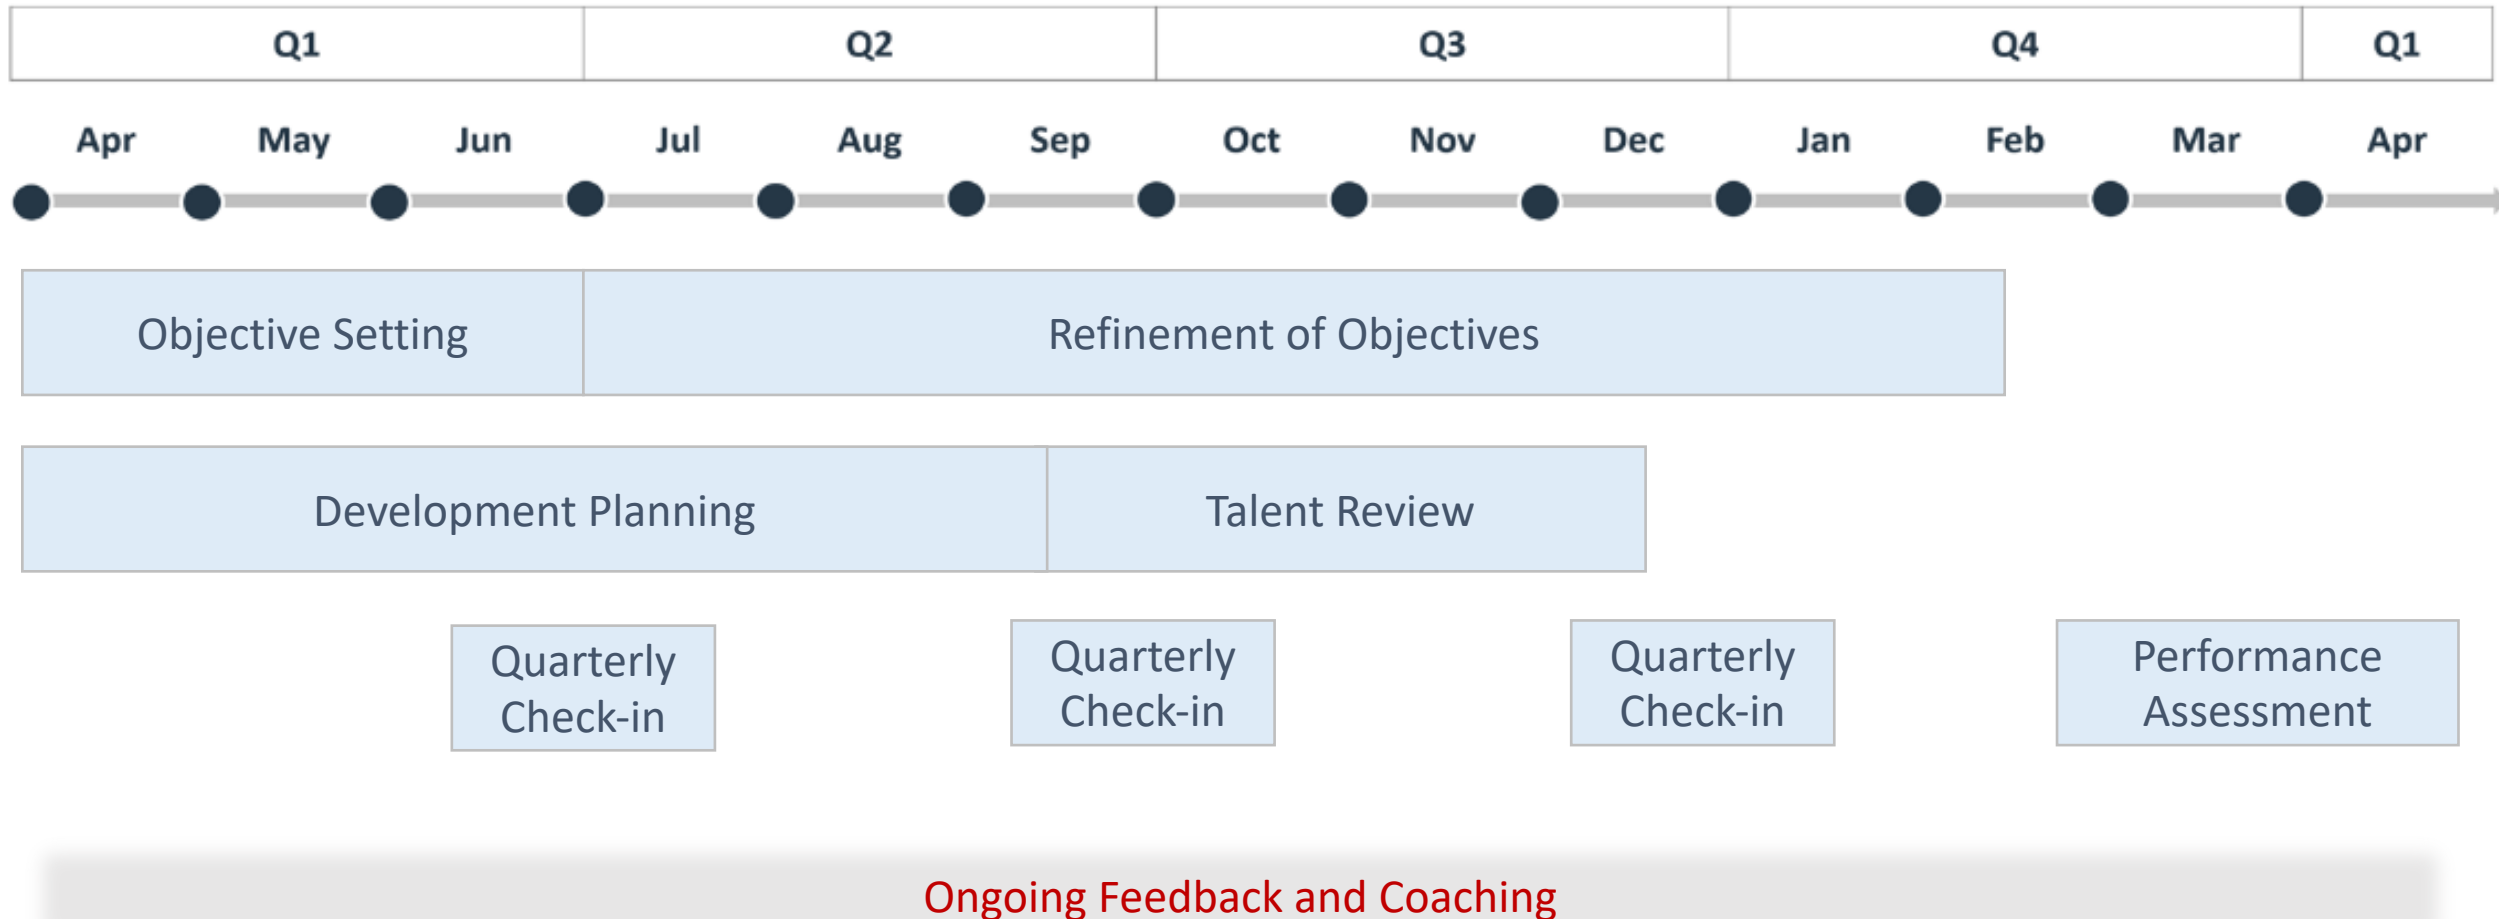 Q1 Q2 Q3 Q4 Q1
Apr May Jun Jul Aug Sep Oct Nov Dec Jan Feb Mar Apr
Objective Setting Refinement of Objectives
Development Planning Talent Review
Quarterly
Check-in
Quarterly
Check-in
Quarterly
Check-in
Performance
Assessment
Ongoing Feedback and Coaching